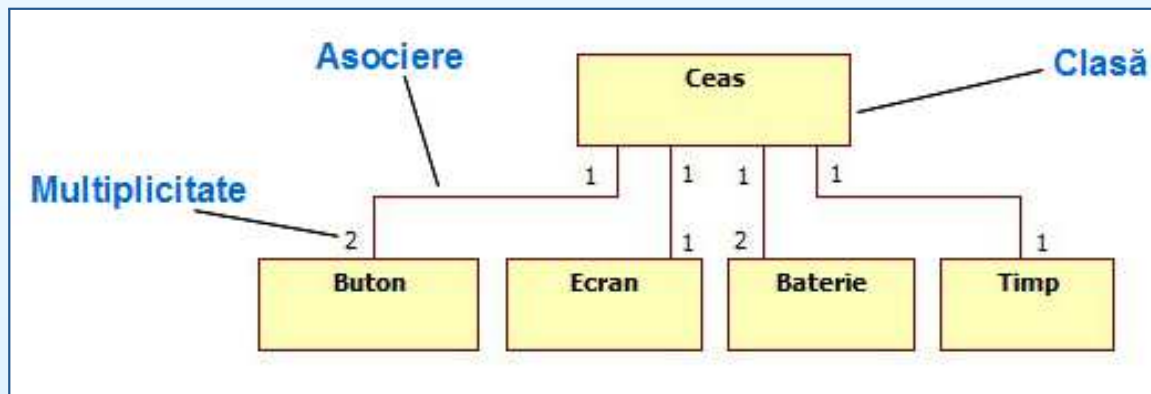 Asociere
Ceas
Clasă
1 1 1 1
Multiplicitate
2 1 2 1
Buton Ecran Baterie Timp